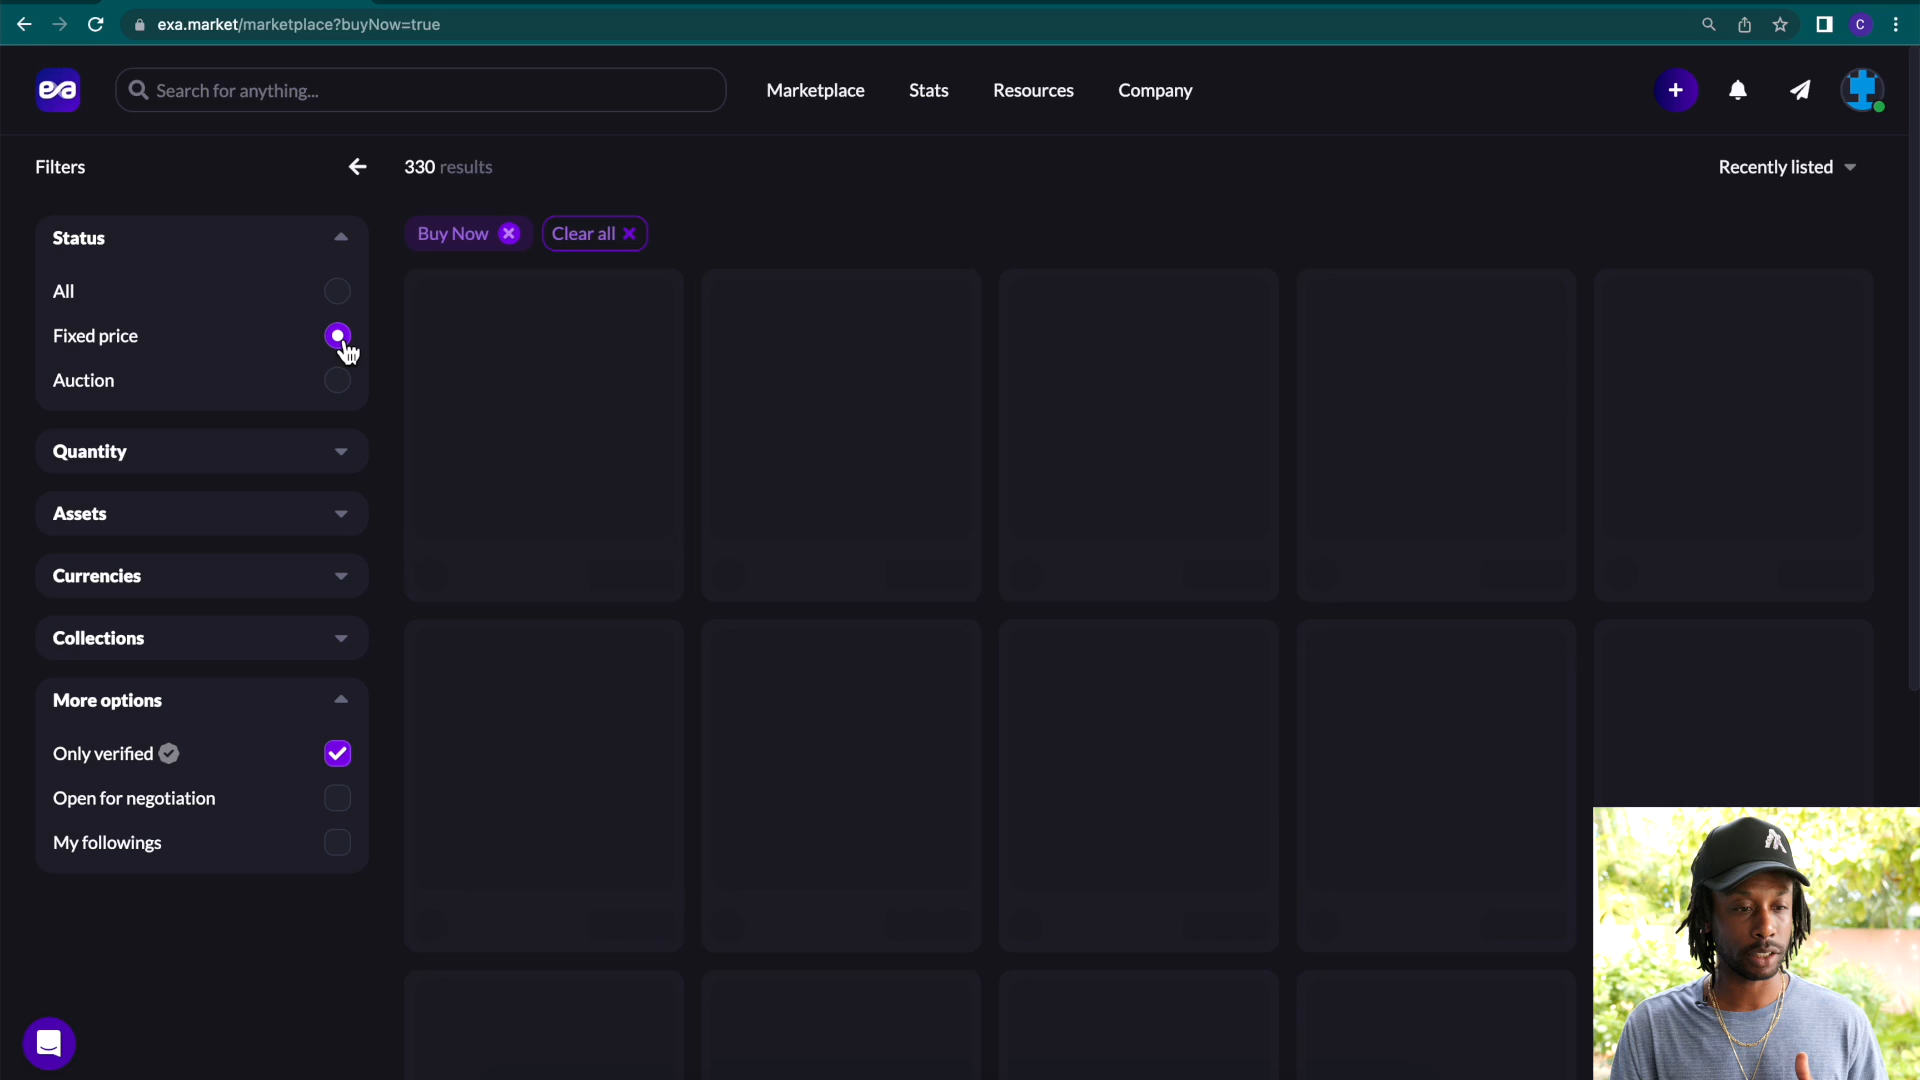 exa.market/marketplace?buyNow=true
C
exa
Search for anything...
Marketplace
Stats
Resources
Company
Filters
330 results
Recently listed
Status
Buy Now
Clear all
All
Fixed price
Auction
Quantity
Assets
Currencies
Collections
More options
Only verified
Open for negotiation
My followings